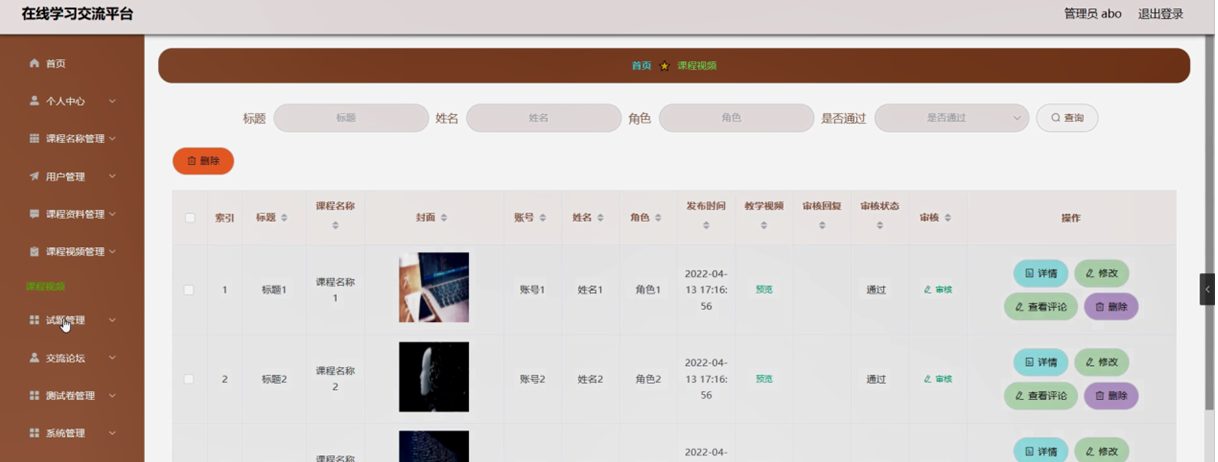 在线学习交流平台
管理员 abo 退出登录
首页
个人中心
课程名称管理
用户管理
课程资料管理
课程视频管理
课程视频
试题管理
交流论坛
测试卷管理
系统管理
首页 课程视频
标题 标题 姓名 姓名 角色 角色 是否通过 是否通过 查询
删除
索引 标题 课程名称 封面 账号 姓名 角色 发布时间 教学视频 审核回复 审核状态 审核 操作
1 标题1 课程名称1 账号1 姓名1 角色1 2022-04-13 17:16:56 预览 通过 审核 详情 修改
查看评论 删除
2 标题2 课程名称2 账号2 姓名2 角色2 2022-04-13 17:16:56 预览 通过 审核 详情 修改
查看评论 删除
课程名称 2022-04- 详情 修改